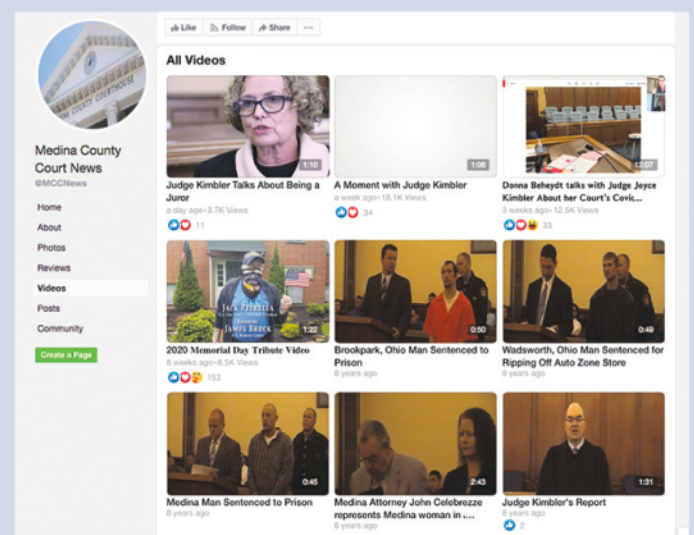 MEDINA COUNTY COURTHOUSE
Medina County
Court News
@MCCNews
Home
About
Photos
Reviews
Videos
Posts
Community
Create a Page
Like
Follow
Share
All Videos
1:10
Judge Kimbler Talks About Being a
Juror
a day ago·3.7K Views
11
1:06
A Moment with Judge Kimbler
a week ago·18.1K Views
34
12:07
Donna Beheydt talks with Judge Joyce
Kimbler About her Court's Covic...
3 weeks ago·12.5K Views
33
JACK PETRELLA
JAMES BROCK
1:22
2020 Memorial Day Tribute Video
8 weeks ago·8.5K Views
153
0:50
Brookpark, Ohio Man Sentenced to
Prison
8 years ago
0:49
Wadsworth, Ohio Man Sentenced for
Ripping Off Auto Zone Store
8 years ago
0:45
Medina Man Sentenced to Prison
8 years ago
2:43
Medina Attorney John Celebrezze
represents Medina woman in ....
8 years ago
1:31
Judge Kimbler's Report
8 years ago
2